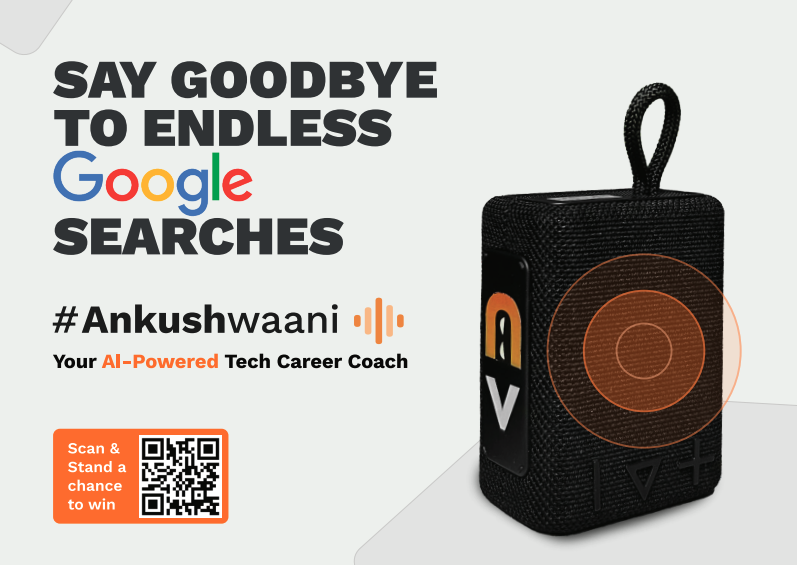 SAY GOODBYE
TO ENDLESS
Google
SEARCHES
#Ankushwaani
Your AI-Powered Tech Career Coach
Scan &
Stand a
chance
to win